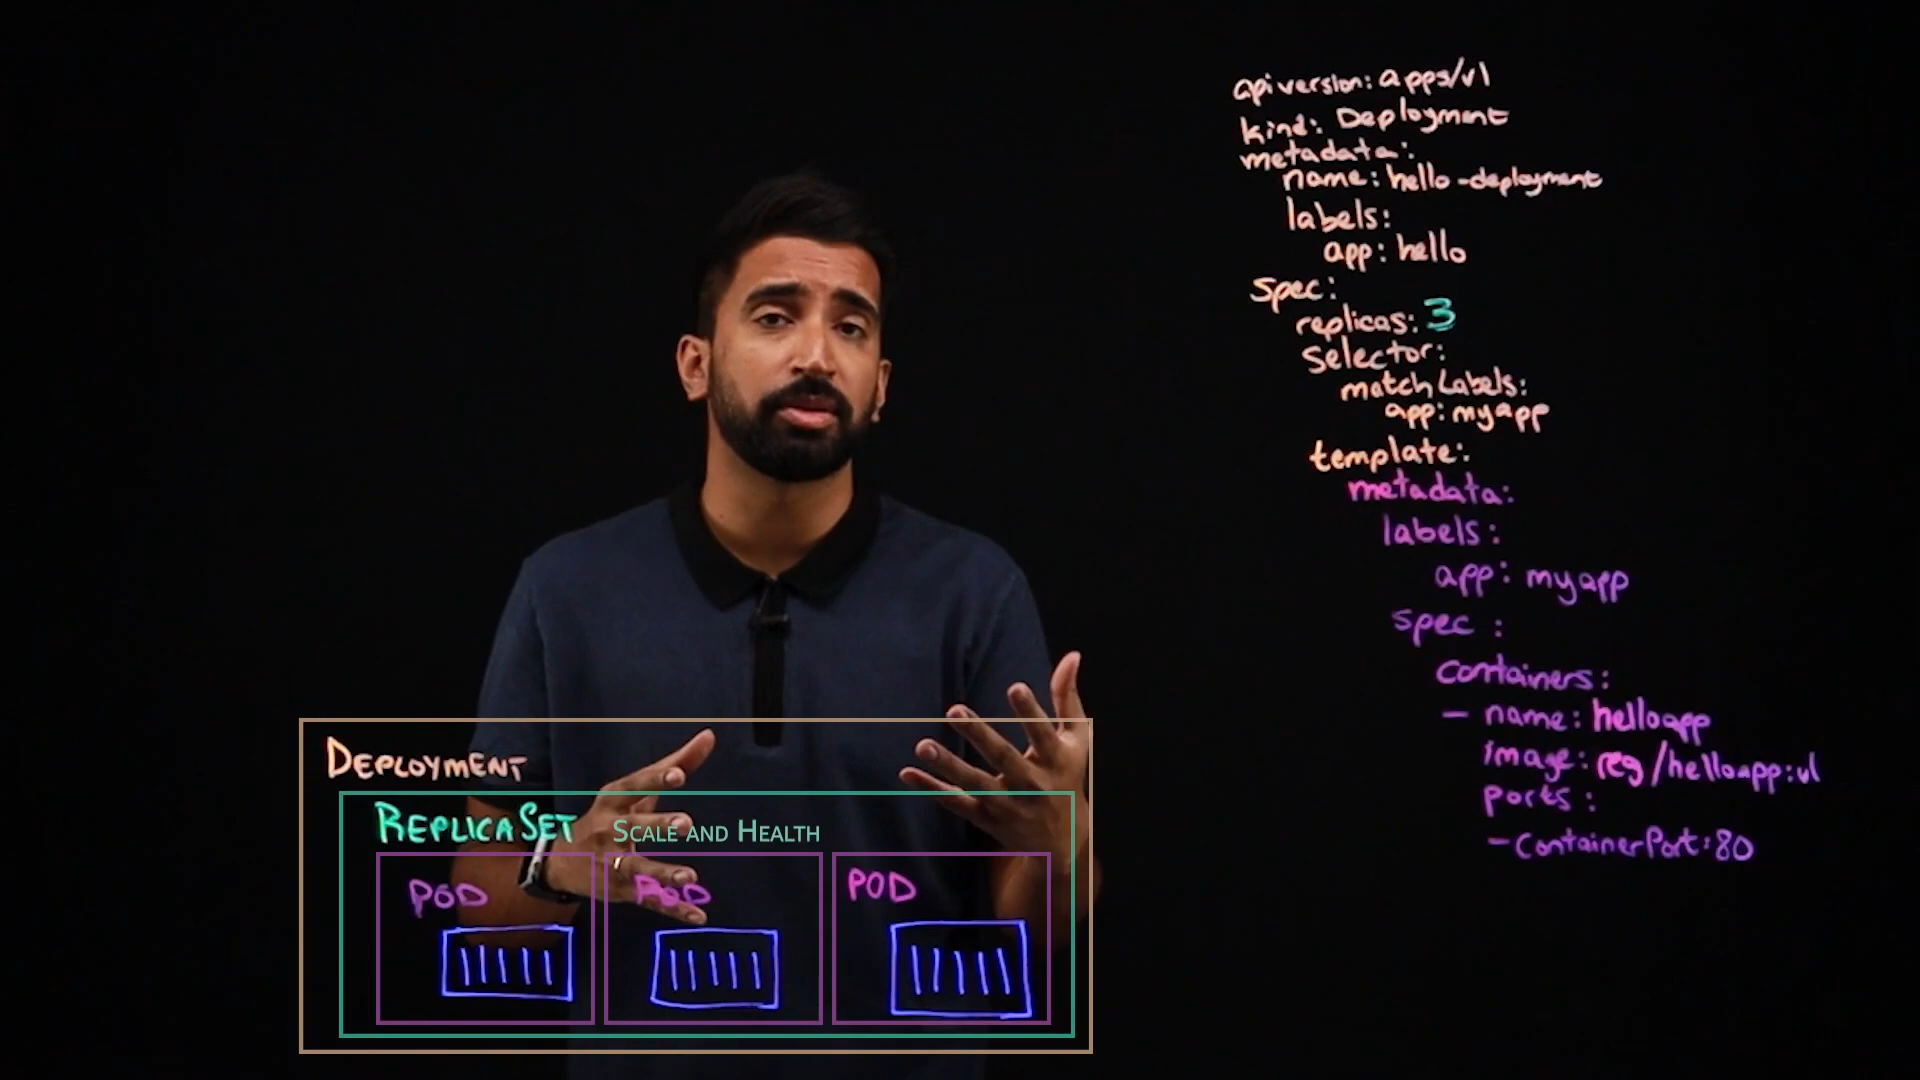 apiversion: apps/v1
kind: Deployment
metadata:
name: hello-deployment
labels:
app: hello
spec:
replicas: 3
selector:
matchLabels:
app: myapp
template:
metadata:
labels:
app: myapp
spec:
containers:
- name: helloapp
image: reg/helloapp:v1
ports:
- containerPort: 80
DEPLOYMENT
REPLICASET SCALE AND HEALTH
POD POD POD